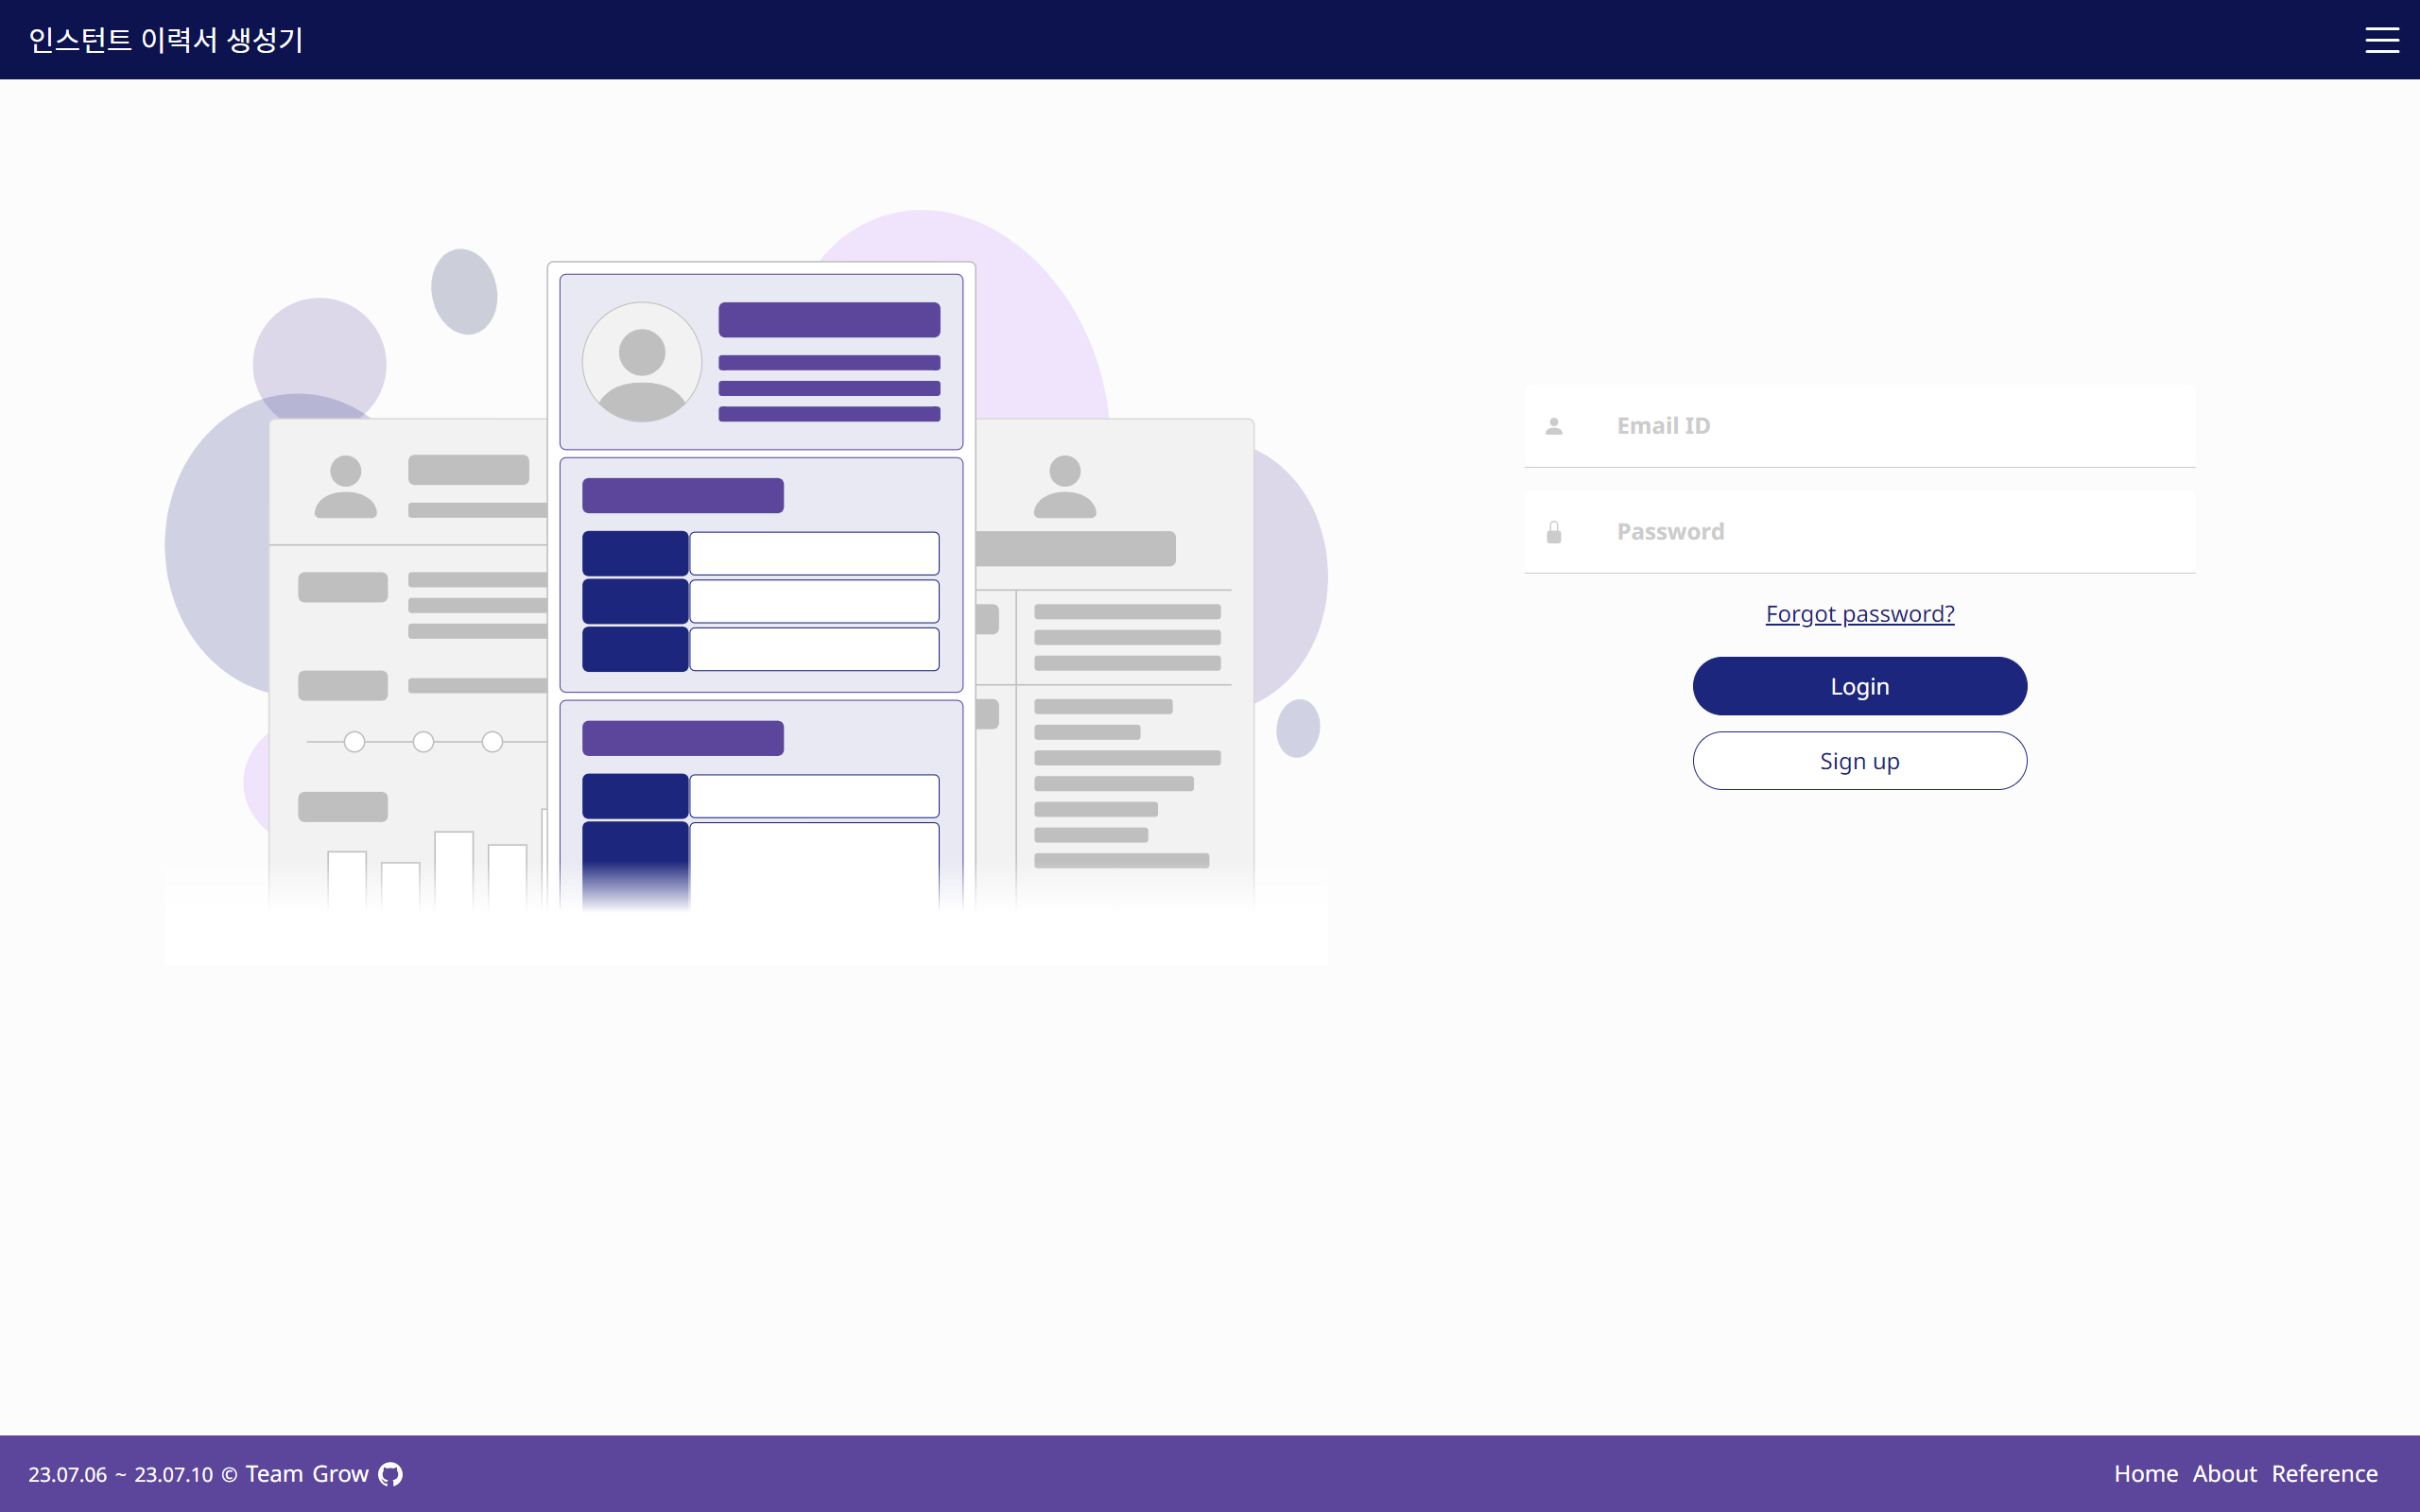 인스턴트 이력서 생성기
Email ID
Password
Forgot password?
Login
Sign up
23.07.06 ~ 23.07.10 © Team Grow
Home About Reference